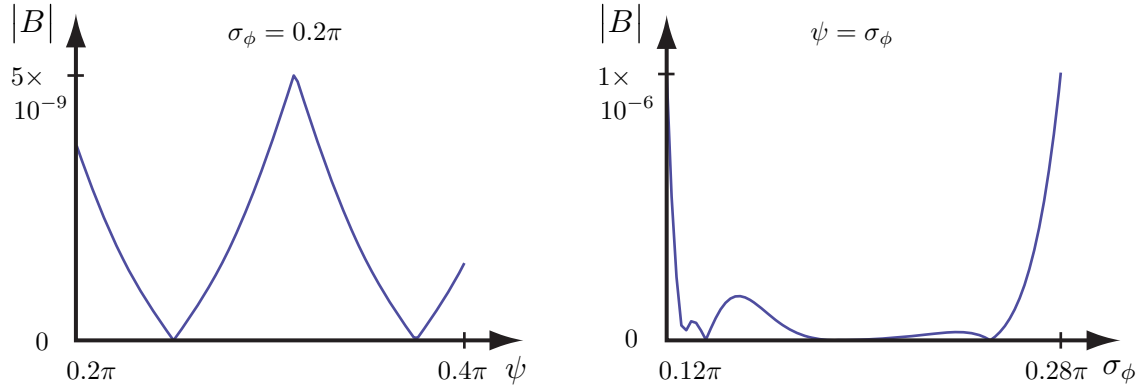 |B|
σ_ϕ = 0.2π
5×
10⁻⁹
0
0.2π
0.4π
ψ
|B|
ψ = σ_ϕ
1×
10⁻⁶
0
0.12π
0.28π
σ_ϕ